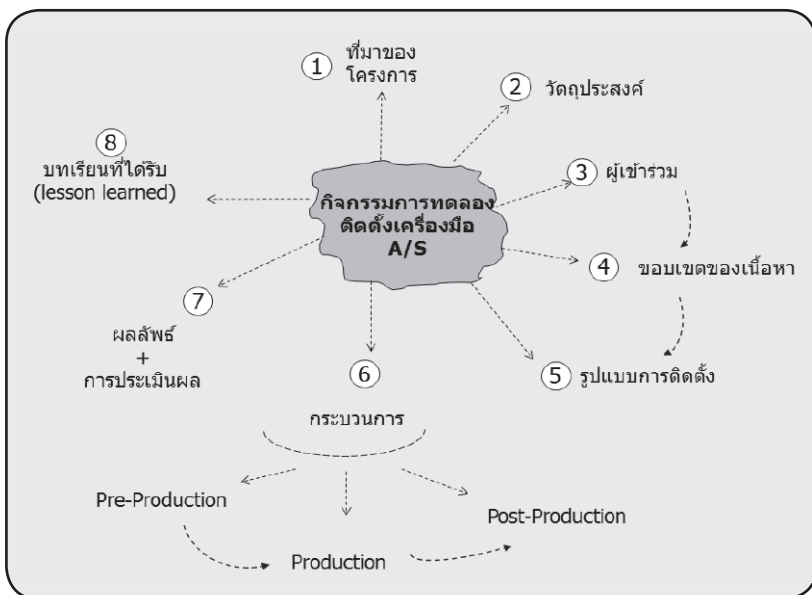 1 ที่มาของ
โครงการ
2 วัตถุประสงค์
8
บทเรียนที่ได้รับ
(lesson learned)
3 ผู้เข้าร่วม
กิจกรรมการทดลอง
ติดตั้งเครื่องมือ
A/S
4 ขอบเขตของเนื้อหา
7
ผลลัพธ์
+
การประเมินผล
5 รูปแบบการติดตั้ง
6
กระบวนการ
Pre-Production
Post-Production
Production